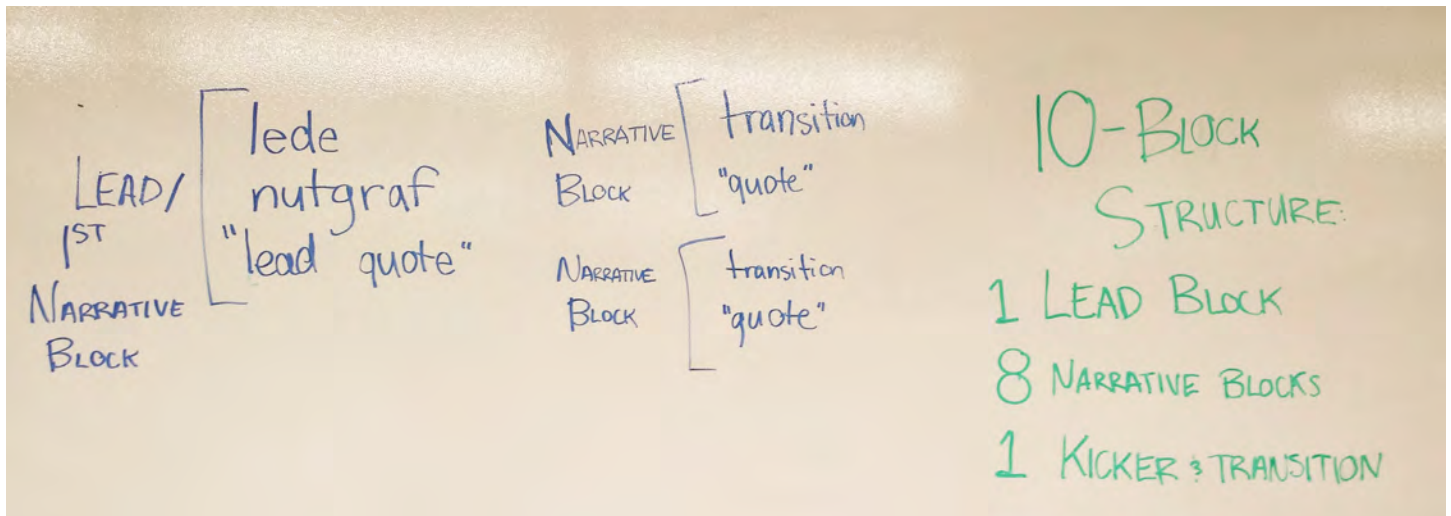 LEAD/
1ST
NARRATIVE
BLOCK
lede
nutgraf
"lead quote"
NARRATIVE
BLOCK
transition
"quote"
NARRATIVE
BLOCK
transition
"quote"
10-BLOCK
STRUCTURE:
1 LEAD BLOCK
8 NARRATIVE BLOCKS
1 KICKER & TRANSITION